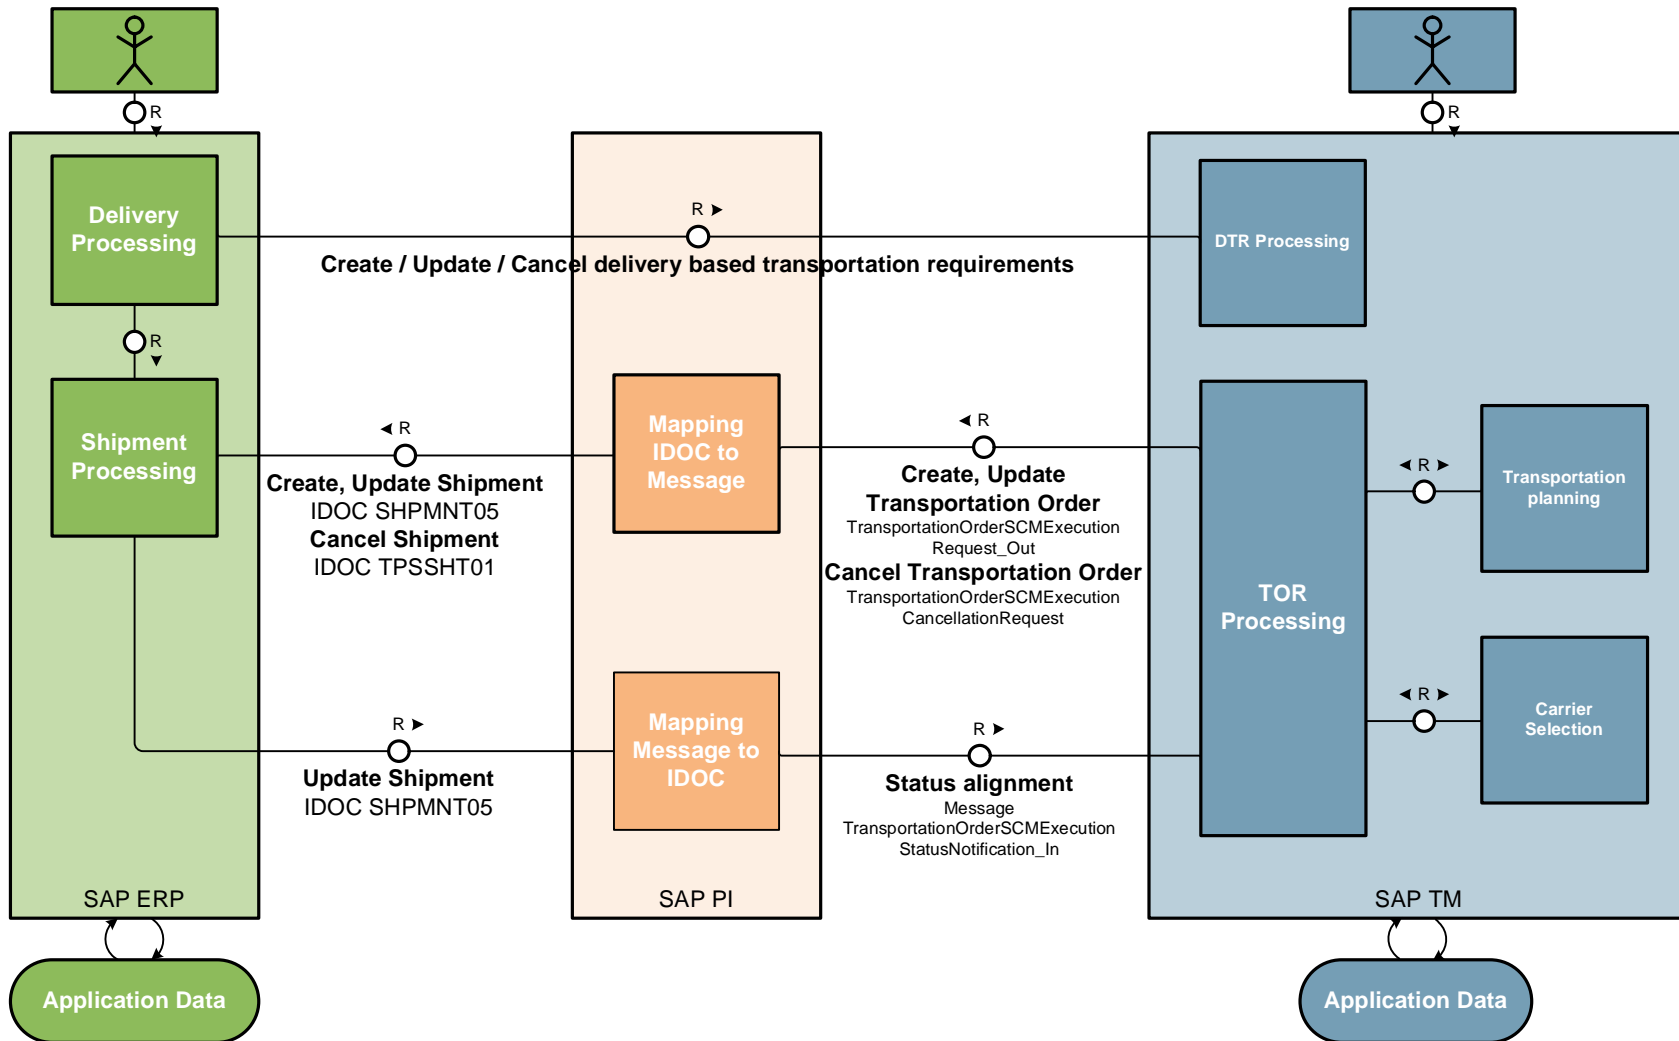 R
R
Delivery
Processing
R
DTR Processing
Create / Update / Cancel delivery based transportation requirements
R
Shipment
Processing
R
Create, Update Shipment
IDOC SHPMNT05
Cancel Shipment
IDOC TPSSHT01
Mapping
IDOC to
Message
R
Create, Update
Transportation Order
TransportationOrderSCMExecution
Request_Out
Cancel Transportation Order
TransportationOrderSCMExecution
CancellationRequest
TOR
Processing
R
Transportation
planning
R
Carrier
Selection
R
Update Shipment
IDOC SHPMNT05
Mapping
Message to
IDOC
R
Status alignment
Message
TransportationOrderSCMExecution
StatusNotification_In
SAP ERP
SAP PI
SAP TM
Application Data
Application Data